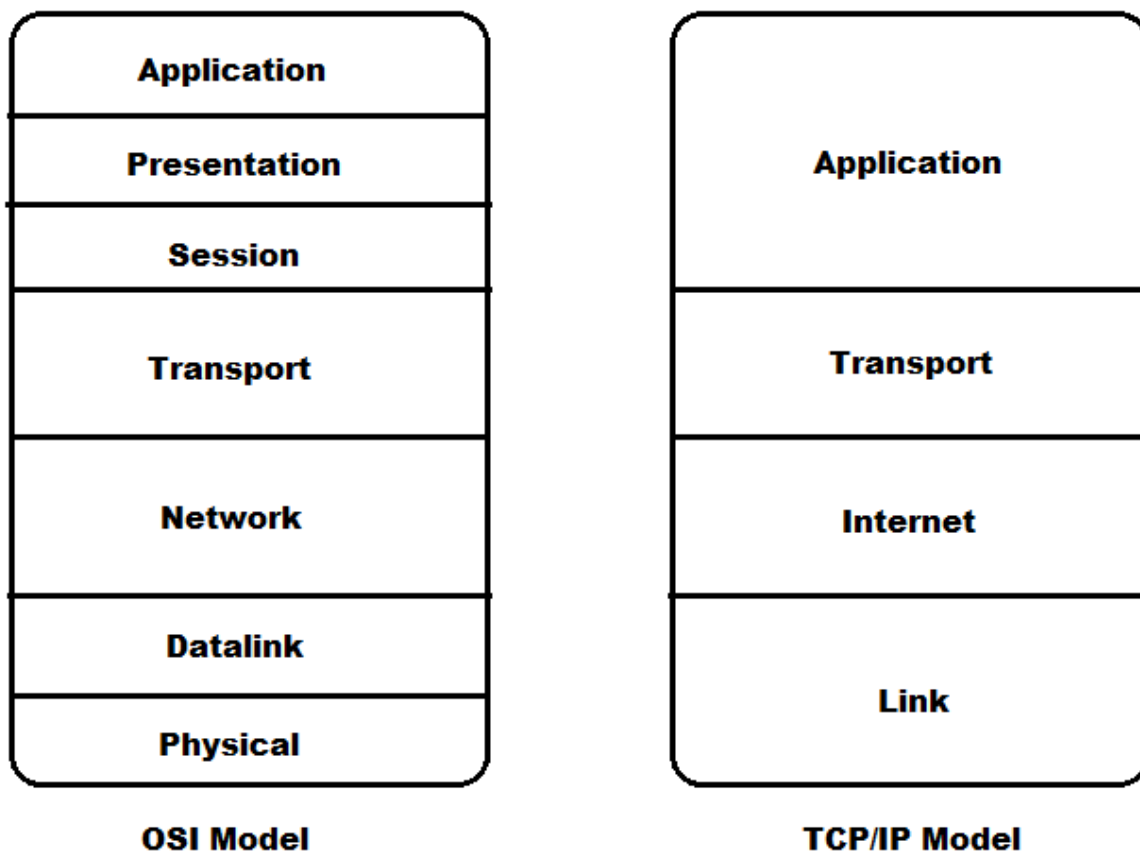 Application
Presentation
Session
Transport
Network
Datalink
Physical
OSI Model
Application
Transport
Internet
Link
TCP/IP Model